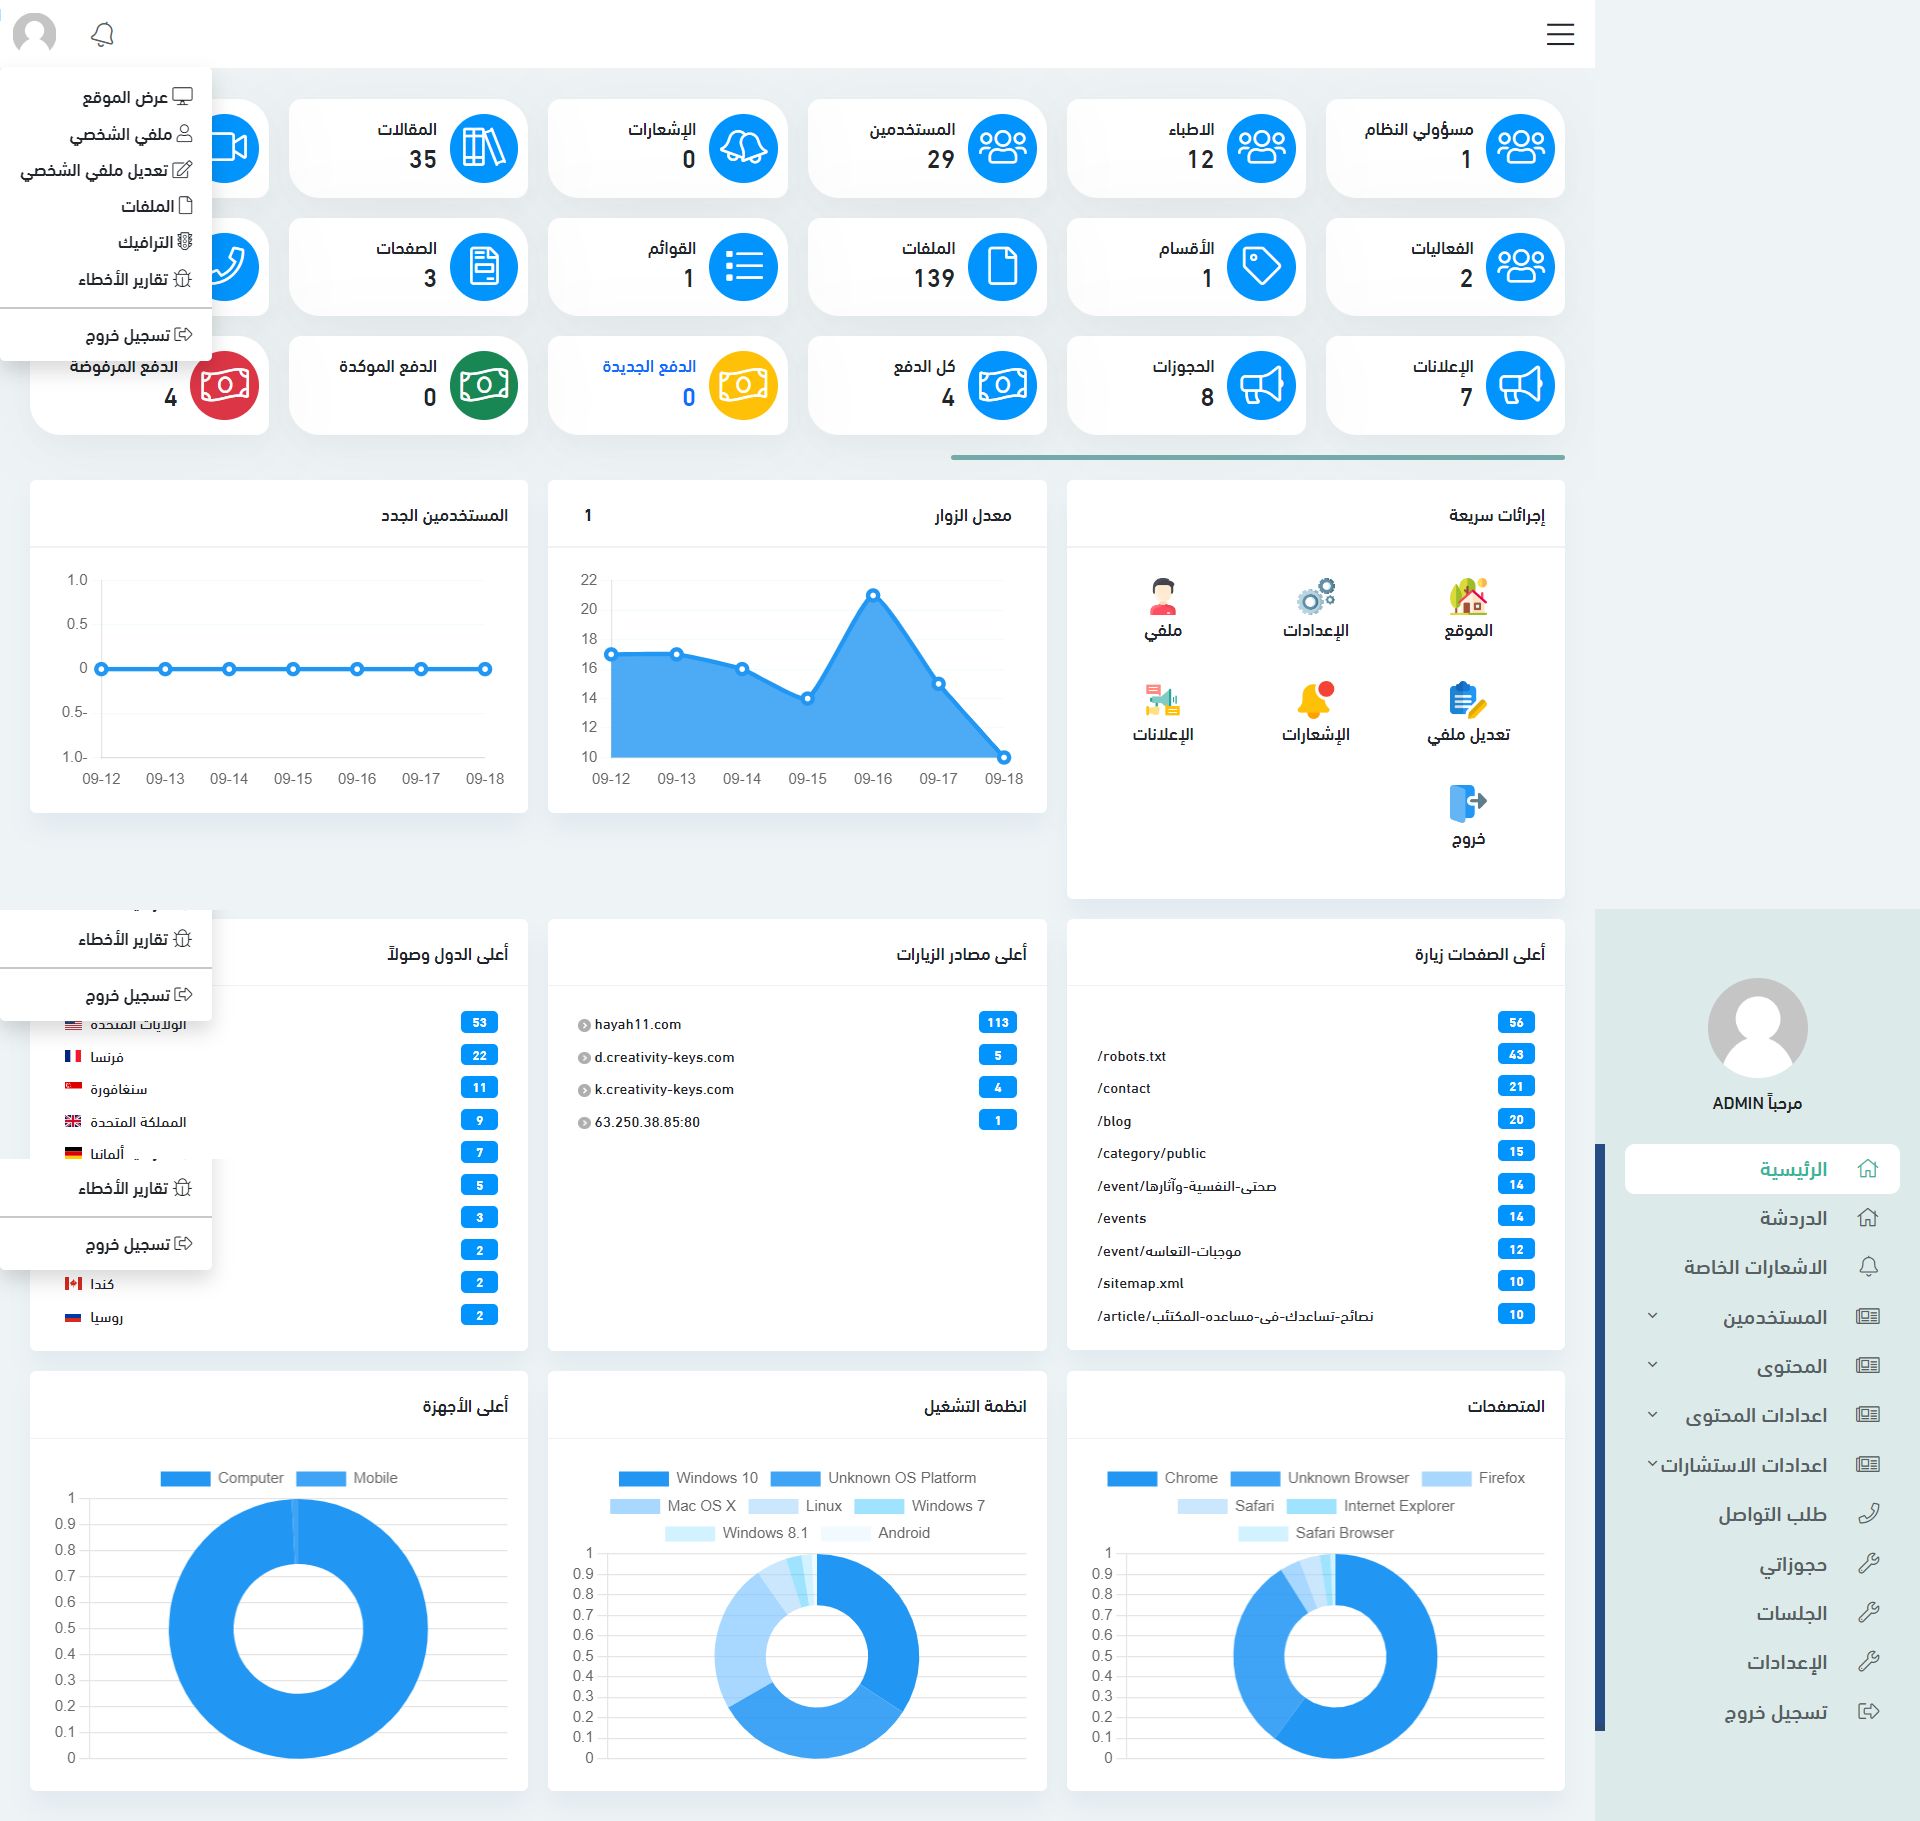 عرض الموقع
ملفي الشخصي
تعديل ملفي الشخصي
الملفات
الترافيك
تقارير الأخطاء
تسجيل خروج
مسؤولي النظام
1
الاطباء
12
المستخدمين
29
الإشعارات
0
المقالات
35
الفعاليات
2
الأقسام
1
الملفات
139
القوائم
1
الصفحات
3
الإعلانات
7
الحجوزات
8
كل الدفع
4
الدفع الجديدة
0
الدفع الموكدة
0
الدفع المرفوضة
4
إجرائات سريعة
الموقع
الإعدادات
ملفي
تعديل ملفي
الإشعارات
الإعلانات
خروج
معدل الزوار
1
22
20
18
16
14
12
10
09-12 09-13 09-14 09-15 09-16 09-17 09-18
المستخدمين الجدد
1.0
0.5
0
0.5-
1.0-
09-12 09-13 09-14 09-15 09-16 09-17 09-18
أعلى الصفحات زيارة
56
/robots.txt 43
/contact 21
/blog 20
/category/public 15
/event/صحتى-النفسية-وآثارها 14
/events 14
/event/موجبات-التعاسه 12
/sitemap.xml 10
/article/نصائح-تساعدك-فى-مساعده-المكتئب 10
أعلى مصادر الزيارات
hayah11.com 113
d.creativity-keys.com 5
k.creativity-keys.com 4
63.250.38.85:80 1
أعلى الدول وصولاً
تقارير الأخطاء
تسجيل خروج
الولايات المتحدة 53
فرنسا 22
سنغافورة 11
المملكة المتحدة 9
ألمانيا 7
5
3
2
تقارير الأخطاء
تسجيل خروج
كندا 2
روسيا 2
المتصفحات
Chrome Unknown Browser Firefox
Safari Internet Explorer
Safari Browser
1
0.9
0.8
0.7
0.6
0.5
0.4
0.3
0.2
0.1
0
انظمة التشغيل
Windows 10 Unknown OS Platform
Mac OS X Linux Windows 7
Windows 8.1 Android
1
0.9
0.8
0.7
0.6
0.5
0.4
0.3
0.2
0.1
0
أعلى الأجهزة
Computer Mobile
1
0.9
0.8
0.7
0.6
0.5
0.4
0.3
0.2
0.1
0
مرحباً ADMIN
الرئيسية
الدردشة
الاشعارات الخاصة
المستخدمين
المحتوى
اعدادات المحتوى
اعدادات الاستشارات
طلب التواصل
حجوزاتي
الجلسات
الإعدادات
تسجيل خروج